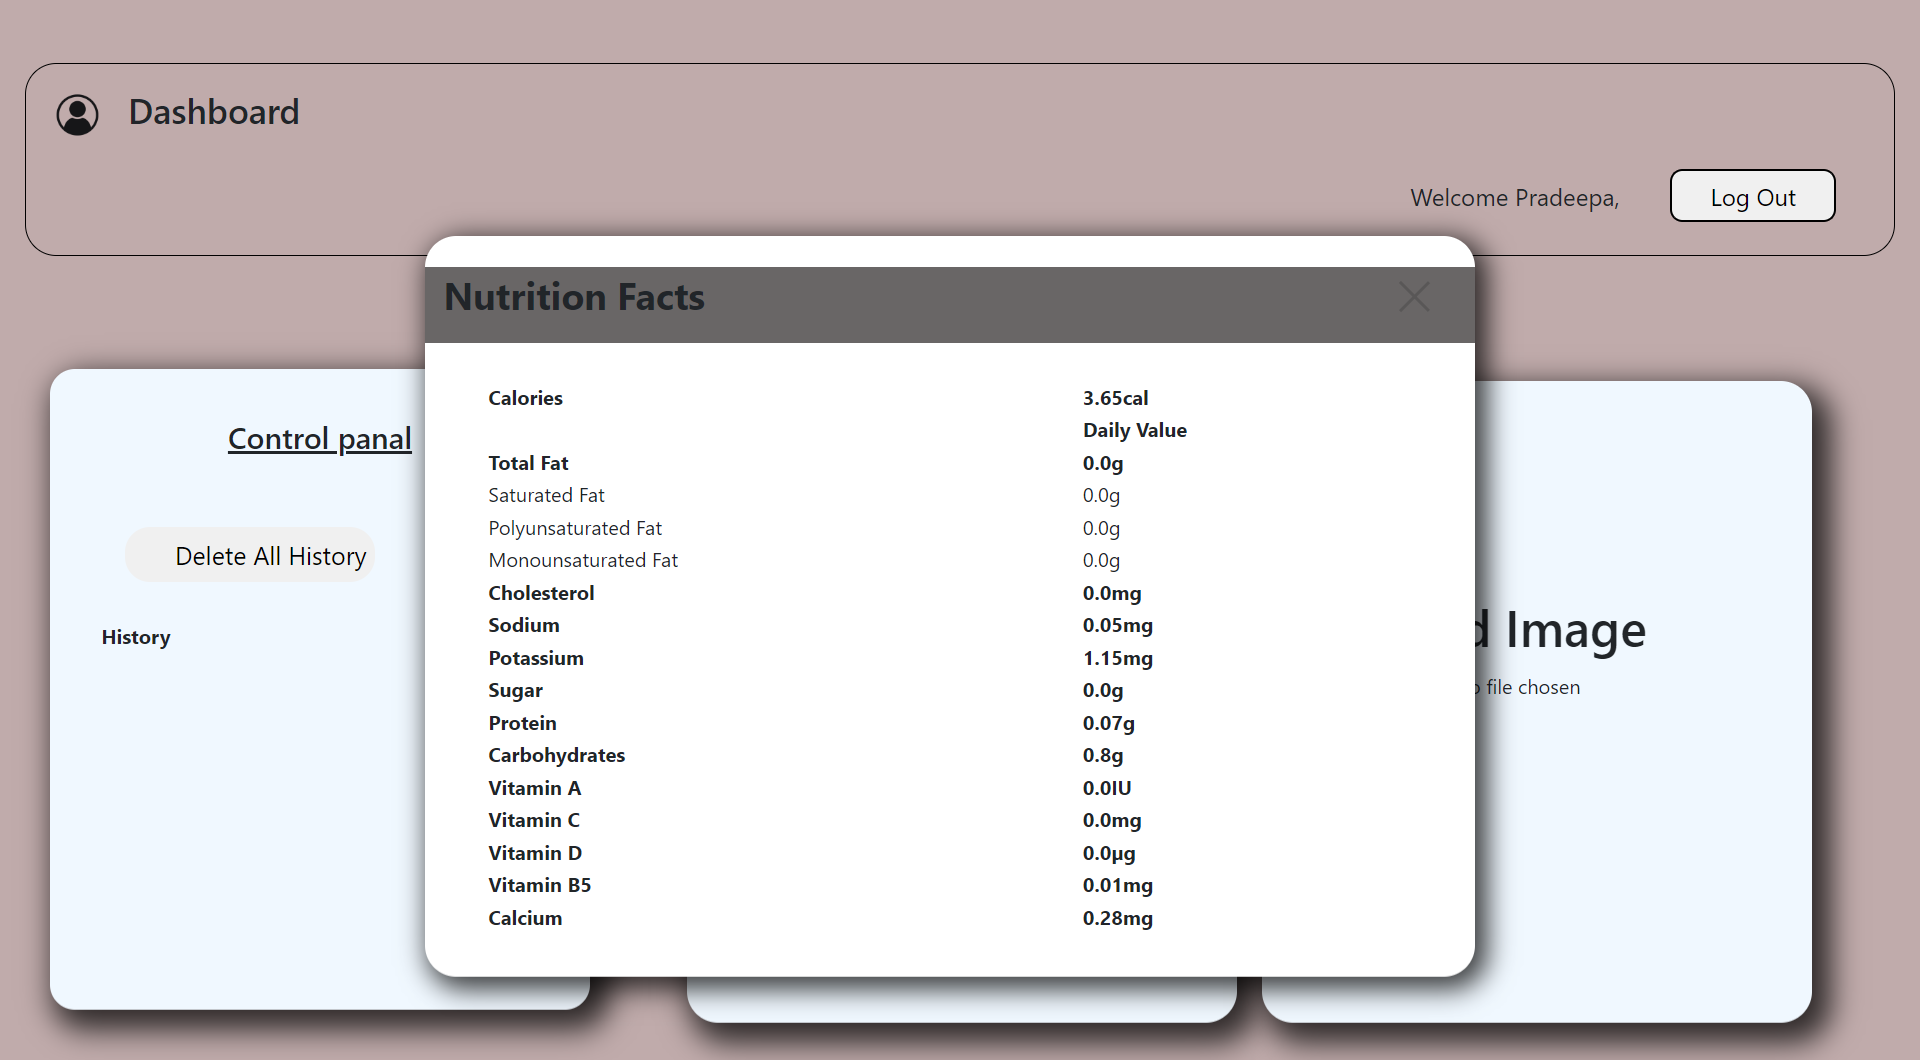 Dashboard
Welcome Pradeepa,
Log Out
Nutrition Facts
Calories 3.65cal
Daily Value
Total Fat 0.0g
Saturated Fat 0.0g
Polyunsaturated Fat 0.0g
Monounsaturated Fat 0.0g
Cholesterol 0.0mg
Sodium 0.05mg
Potassium 1.15mg
Sugar 0.0g
Protein 0.07g
Carbohydrates 0.8g
Vitamin A 0.0IU
Vitamin C 0.0mg
Vitamin D 0.0µg
Vitamin B5 0.01mg
Calcium 0.28mg
Control panal
Delete All History
History
Image
file chosen